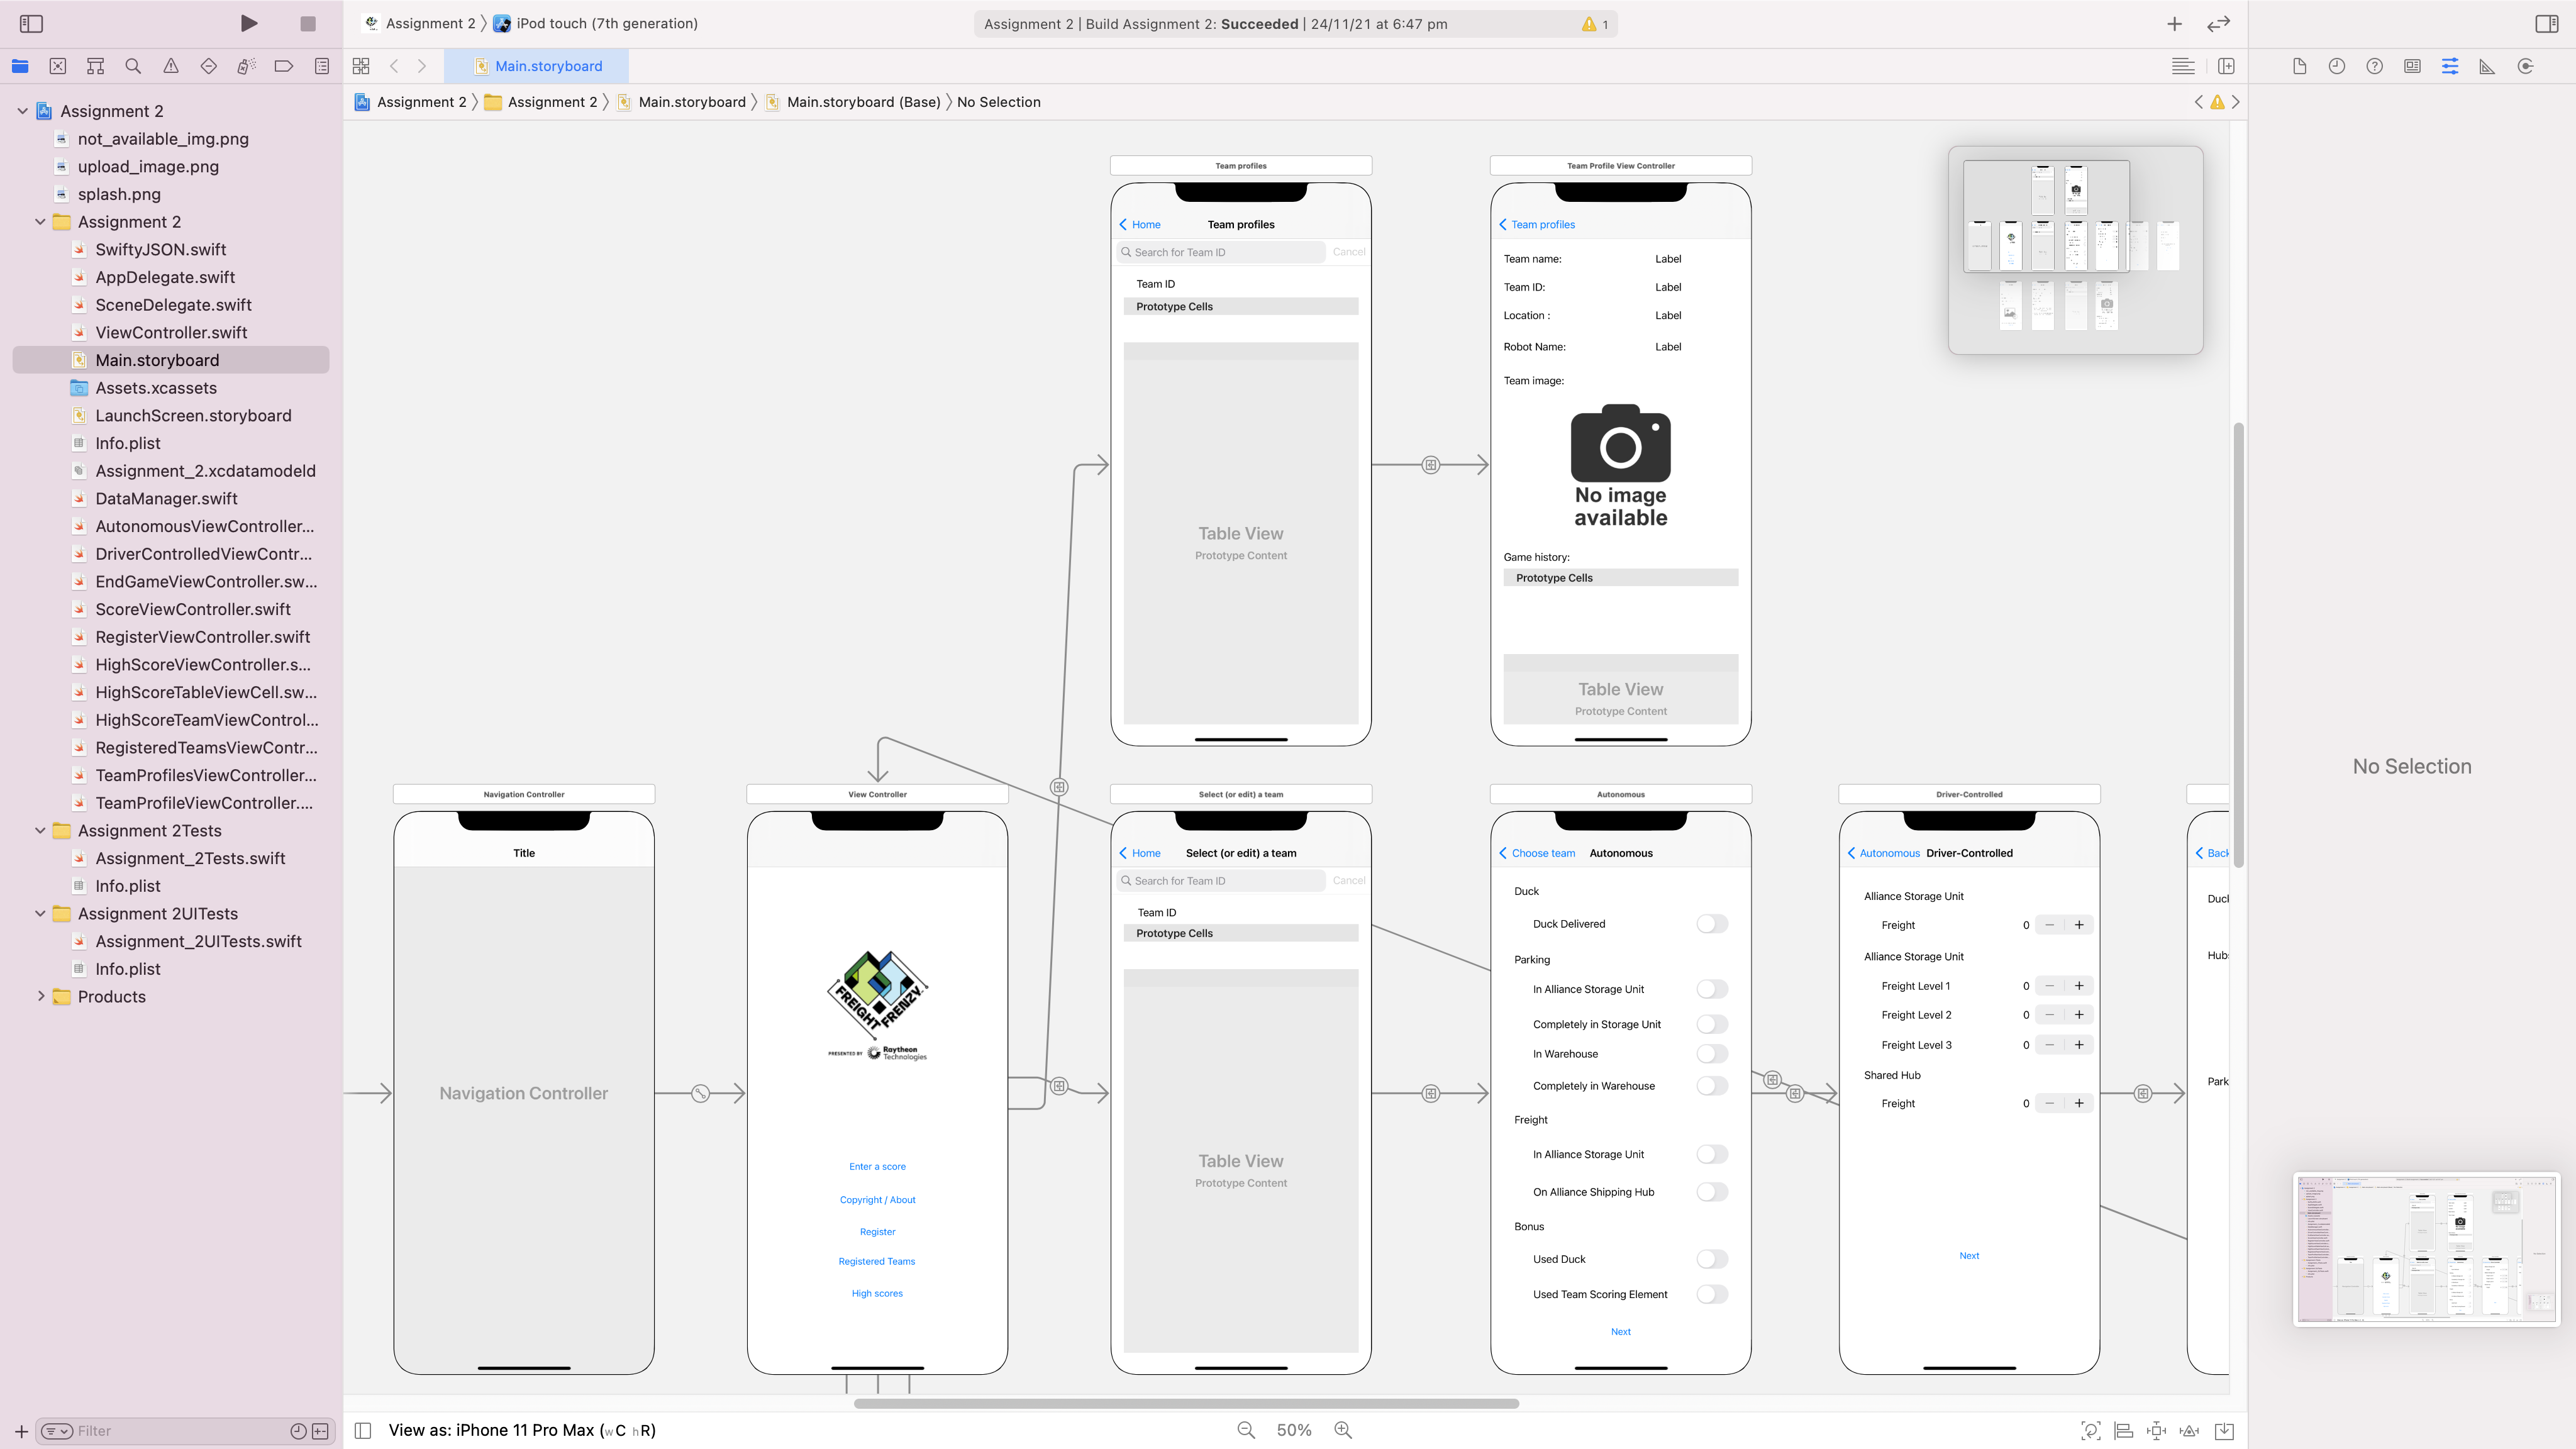 Assignment 2 〉 iPod touch (7th generation)
Assignment 2 | Build Assignment 2: Succeeded | 24/11/21 at 6:47 pm
1
Main.storyboard
Assignment 2 〉 Assignment 2 〉 Main.storyboard 〉 Main.storyboard (Base) 〉 No Selection
Assignment 2
not_available_img.png
upload_image.png
splash.png
Assignment 2
SwiftyJSON.swift
AppDelegate.swift
SceneDelegate.swift
ViewController.swift
Main.storyboard
Assets.xcassets
LaunchScreen.storyboard
Info.plist
Assignment_2.xcdatamodeld
DataManager.swift
AutonomousViewController...
DriverControlledViewContr...
EndGameViewController.sw...
ScoreViewController.swift
RegisterViewController.swift
HighScoreViewController.s...
HighScoreTableViewCell.sw...
HighScoreTeamViewControl...
RegisteredTeamsViewContr...
TeamProfilesViewController...
TeamProfileViewController....
Assignment 2Tests
Assignment_2Tests.swift
Info.plist
Assignment 2UITests
Assignment_2UITests.swift
Info.plist
Products
Filter
Team profiles
Home
Team profiles
Search for Team ID
Cancel
Team ID
Prototype Cells
Table View
Prototype Content
Team Profile View Controller
Team profiles
Team name: Label
Team ID: Label
Location : Label
Robot Name: Label
Team image:
No image
available
Game history:
Prototype Cells
Table View
Prototype Content
Navigation Controller
Title
Navigation Controller
View Controller
FREIGHT FRENZY
PRESENTED BY Raytheon
Technologies
Enter a score
Copyright / About
Register
Registered Teams
High scores
Select (or edit) a team
Home
Select (or edit) a team
Search for Team ID
Cancel
Team ID
Prototype Cells
Table View
Prototype Content
Autonomous
Choose team
Autonomous
Duck
Duck Delivered
Parking
In Alliance Storage Unit
Completely in Storage Unit
In Warehouse
Completely in Warehouse
Freight
In Alliance Storage Unit
On Alliance Shipping Hub
Bonus
Used Duck
Used Team Scoring Element
Next
Driver-Controlled
Autonomous
Driver-Controlled
Alliance Storage Unit
Freight 0 − +
Alliance Storage Unit
Freight Level 1 0 − +
Freight Level 2 0 − +
Freight Level 3 0 − +
Shared Hub
Freight 0 − +
Next
Back
Park
No Selection
View as: iPhone 11 Pro Max (wC hR)
50%